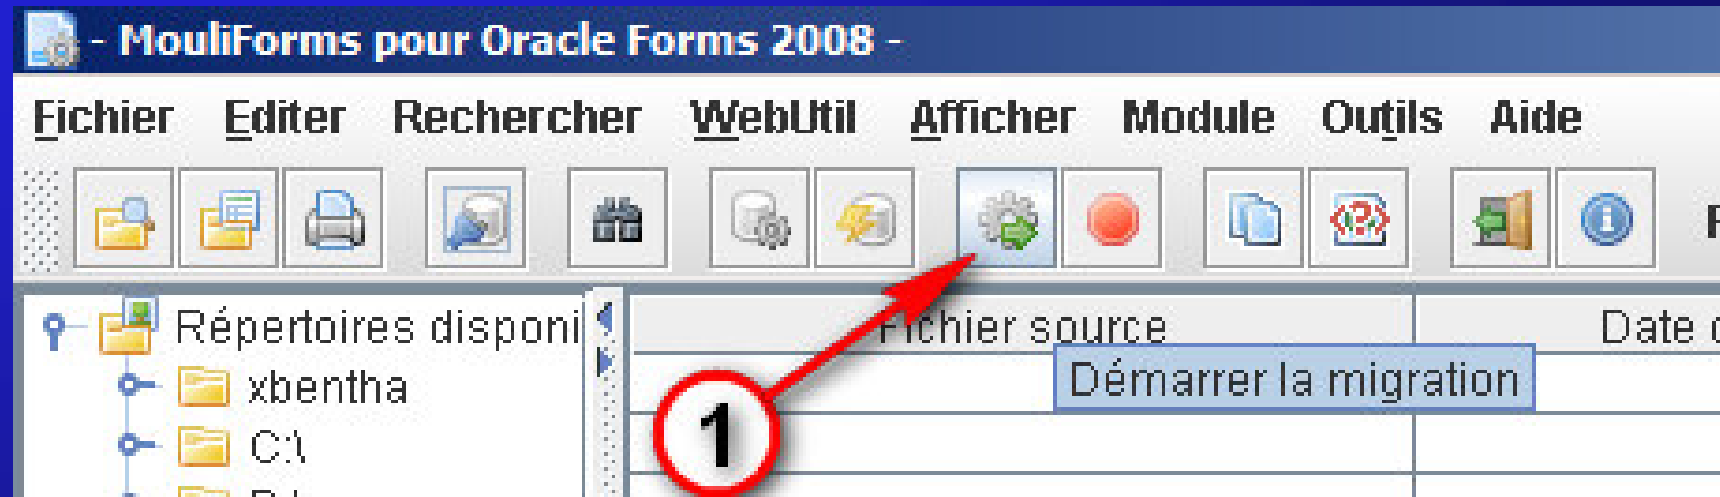 - MouliForms pour Oracle Forms 2008 -
Fichier Editer Rechercher WebUtil Afficher Module Outils Aide
Répertoires disponi
Fichier source
Date
Démarrer la migration
xbentha
1
C:\